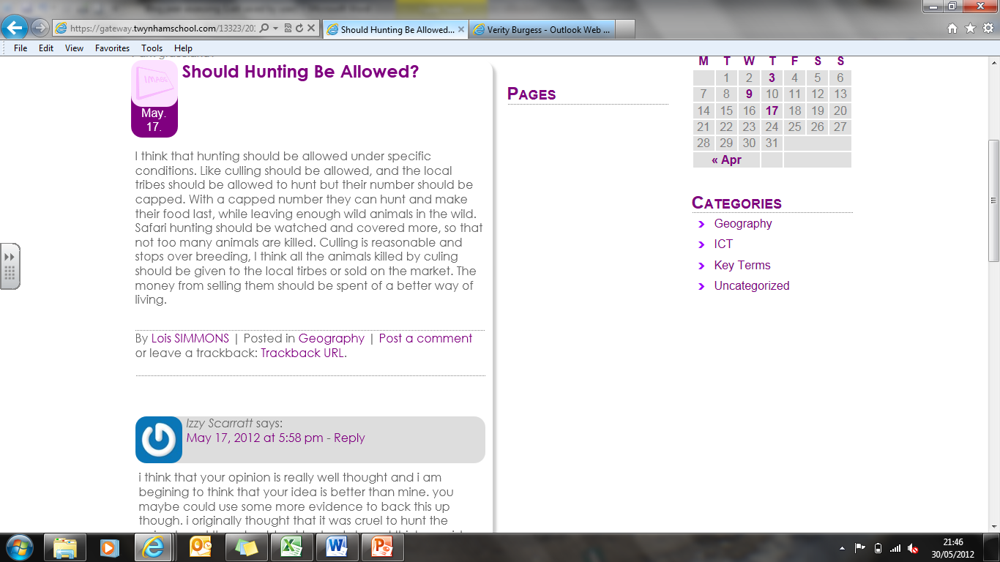 https://gateway.twynhamschool.com/13323/20
Should Hunting Be Allowed...
Verity Burgess - Outlook Web ...
File Edit View Favorites Tools Help
Should Hunting Be Allowed?
IMAGE
May.
17.
I think that hunting should be allowed under specific
conditions. Like culling should be allowed, and the local
tribes should be allowed to hunt but their number should be
capped. With a capped number they can hunt and make
their food last, while leaving enough wild animals in the wild.
Safari hunting should be watched and covered more, so that
not too many animals are killed. Culling is reasonable and
stops over breeding, I think all the animals killed by culing
should be given to the local tirbes or sold on the market. The
money from selling them should be spent of a better way of
living.
By Lois SIMMONS | Posted in Geography | Post a comment
or leave a trackback: Trackback URL.
Izzy Scarratt says:
May 17, 2012 at 5:58 pm - Reply
i think that your opinion is really well thought and i am
begining to think that your idea is better than mine. you
maybe could use some more evidence to back this up
though. i originally thought that it was cruel to hunt the
PAGES
M T W T F S S
1 2 3 4 5 6
7 8 9 10 11 12 13
14 15 16 17 18 19 20
21 22 23 24 25 26 27
28 29 30 31
« Apr
CATEGORIES
Geography
ICT
Key Terms
Uncategorized
21:46
30/05/2012